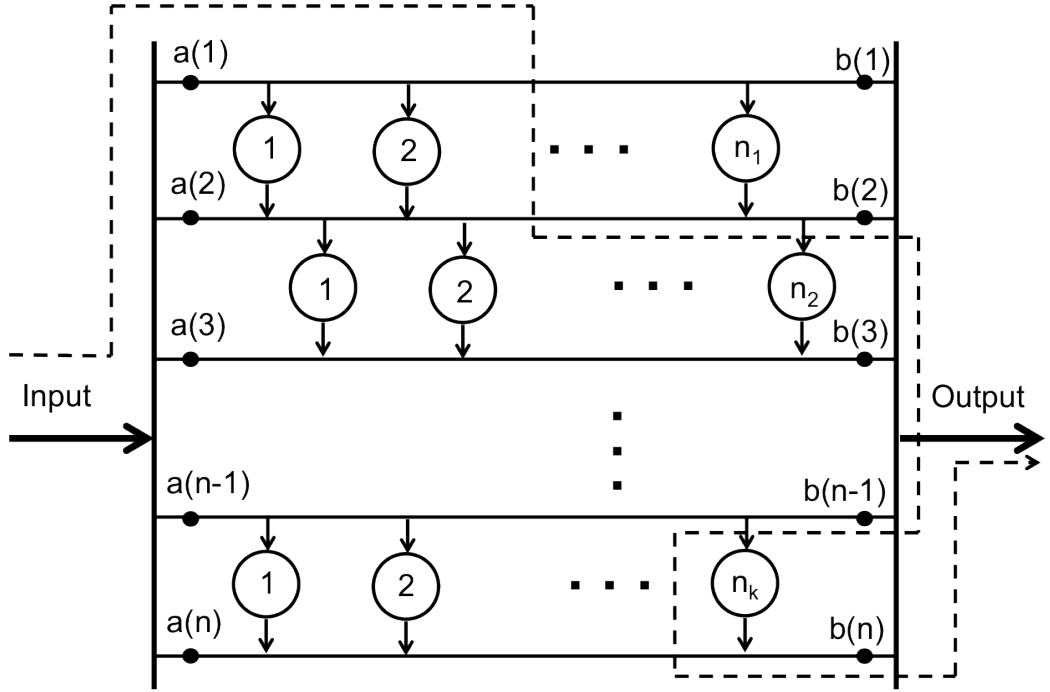 a(1) b(1)
1 2 . . . n₁
a(2) b(2)
1 2 . . . n₂
a(3) b(3)
Input Output
a(n-1) b(n-1)
1 2 . . . nₖ
a(n) b(n)